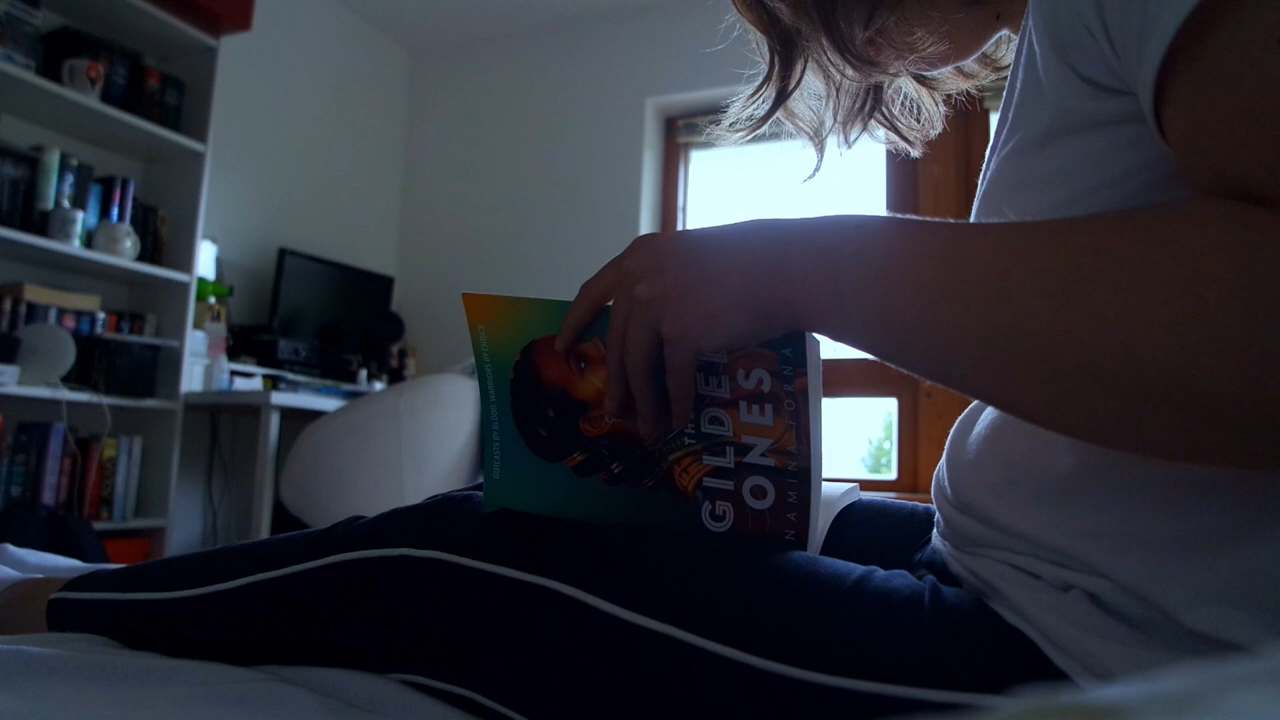 OUTCASTS BY BLOOD. WARRIORS BY CHOICE.
THE
GILDED
ONES
NAMINA FORNA